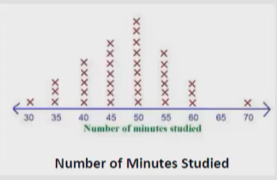 30 35 40 45 50 55 60 65 70
Number of minutes studied
Number of Minutes Studied